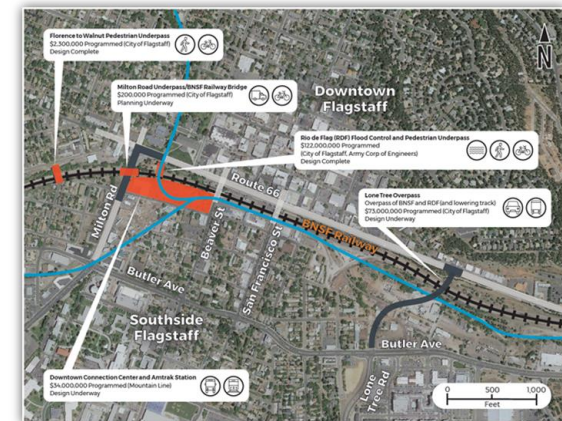 Florence to Walnut Pedestrian Underpass
$2,300,000 Programmed (City of Flagstaff)
Design Complete
Milton Road Underpass/BNSF Railway Bridge
$200,000 Programmed (City of Flagstaff)
Planning Underway
Downtown
Flagstaff
N
Rio de Flag (RDF) Flood Control and Pedestrian Underpass
$122,000,000 Programmed
(City of Flagstaff, Army Corp of Engineers)
Design Complete
Route 66
Lone Tree Overpass
Overpass of BNSF and RDF (and lowering track)
$73,000,000 Programmed (City of Flagstaff)
Design Underway
Milton Rd
Beaver St
San Francisco St
BNSF Railway
Butler Ave
Southside
Flagstaff
Butler Ave
Lone
Tree Rd
Downtown Connection Center and Amtrak Station
$34,000,000 Programmed (Mountain Line)
Design Underway
0 500 1,000
Feet